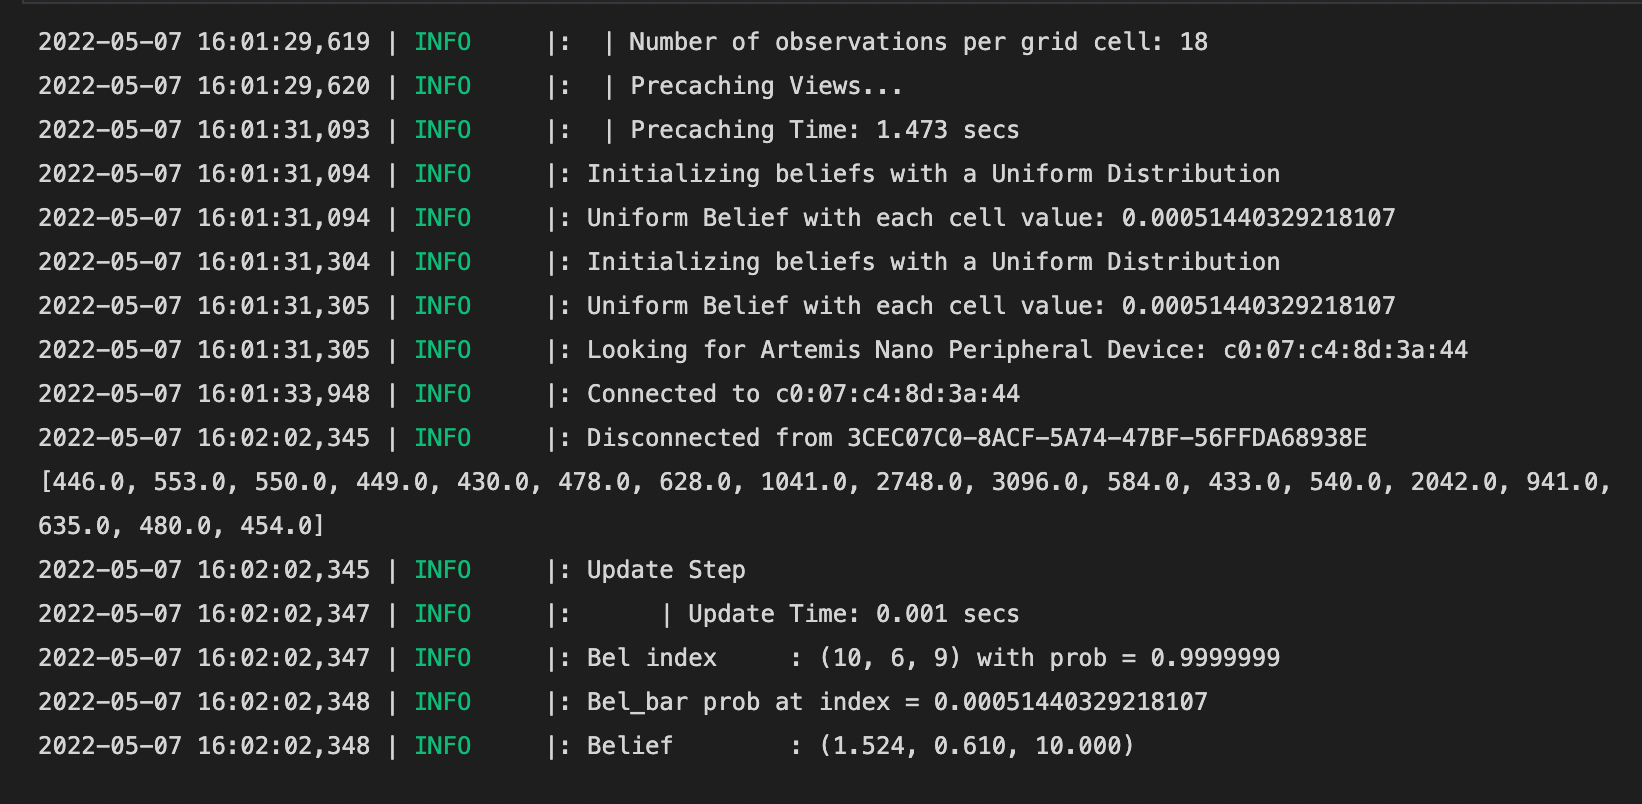 2022-05-07 16:01:29,619 | INFO     |:  | Number of observations per grid cell: 18
2022-05-07 16:01:29,620 | INFO     |:  | Precaching Views...
2022-05-07 16:01:31,093 | INFO     |:  | Precaching Time: 1.473 secs
2022-05-07 16:01:31,094 | INFO     |: Initializing beliefs with a Uniform Distribution
2022-05-07 16:01:31,094 | INFO     |: Uniform Belief with each cell value: 0.00051440329218107
2022-05-07 16:01:31,304 | INFO     |: Initializing beliefs with a Uniform Distribution
2022-05-07 16:01:31,305 | INFO     |: Uniform Belief with each cell value: 0.00051440329218107
2022-05-07 16:01:31,305 | INFO     |: Looking for Artemis Nano Peripheral Device: c0:07:c4:8d:3a:44
2022-05-07 16:01:33,948 | INFO     |: Connected to c0:07:c4:8d:3a:44
2022-05-07 16:02:02,345 | INFO     |: Disconnected from 3CEC07C0-8ACF-5A74-47BF-56FFDA68938E
[446.0, 553.0, 550.0, 449.0, 430.0, 478.0, 628.0, 1041.0, 2748.0, 3096.0, 584.0, 433.0, 540.0, 2042.0, 941.0,
635.0, 480.0, 454.0]
2022-05-07 16:02:02,345 | INFO     |: Update Step
2022-05-07 16:02:02,347 | INFO     |:      | Update Time: 0.001 secs
2022-05-07 16:02:02,347 | INFO     |: Bel index     : (10, 6, 9) with prob = 0.9999999
2022-05-07 16:02:02,348 | INFO     |: Bel_bar prob at index = 0.00051440329218107
2022-05-07 16:02:02,348 | INFO     |: Belief        : (1.524, 0.610, 10.000)